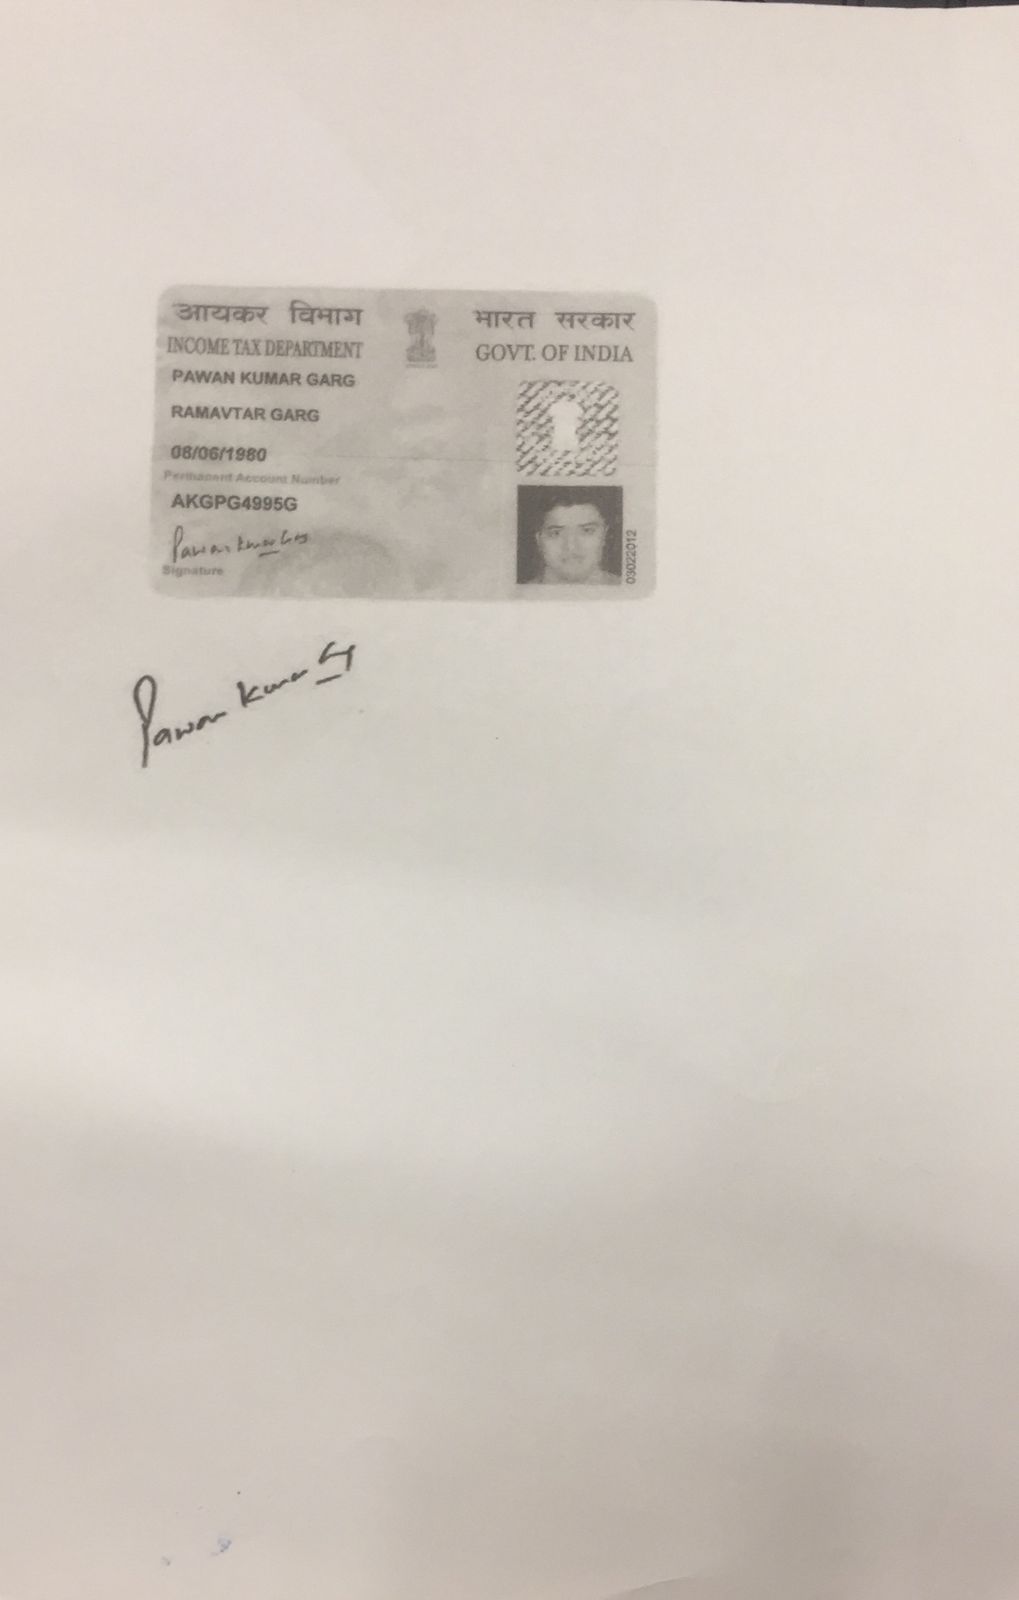 आयकर विभाग
INCOME TAX DEPARTMENT
भारत सरकार
GOVT. OF INDIA
PAWAN KUMAR GARG
RAMAVTAR GARG
08/06/1980
Permanent Account Number
AKGPG4995G
Pawan Kumar Garg
Signature
03022012
Pawan Kumar G